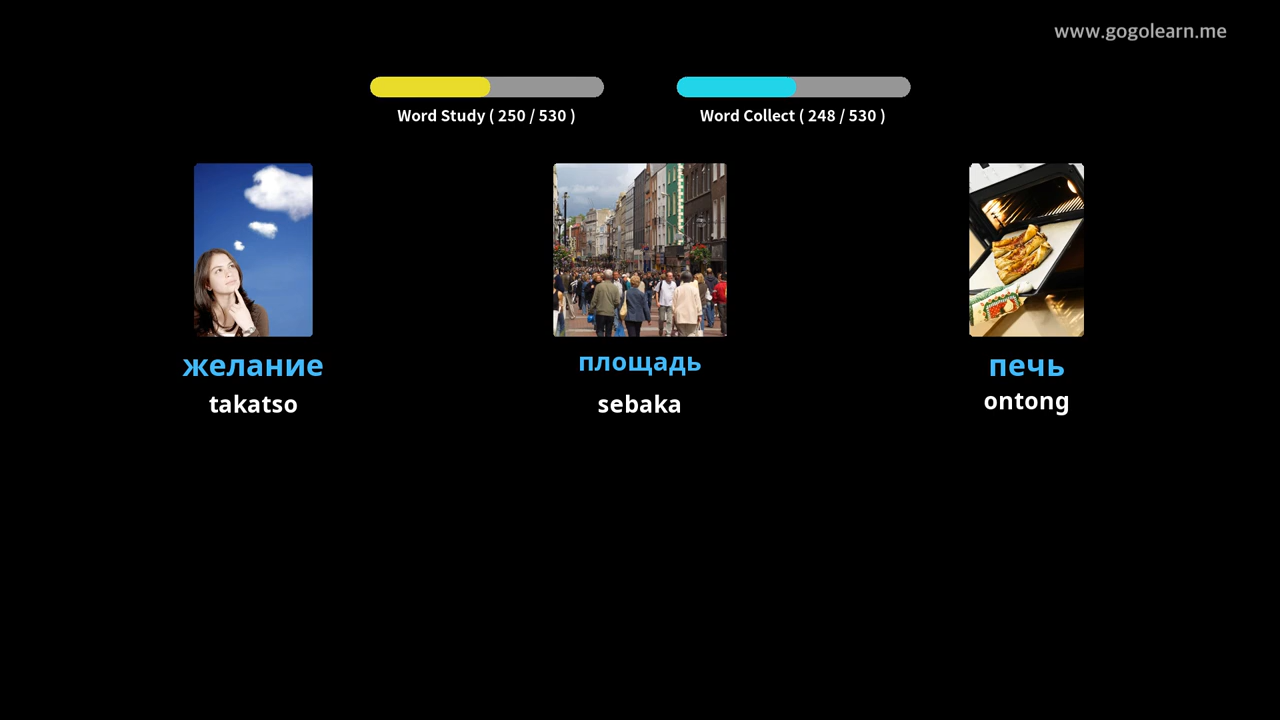 www.gogolearn.me
Word Study ( 250 / 530 )
Word Collect ( 248 / 530 )
желание
takatso
площадь
sebaka
печь
ontong